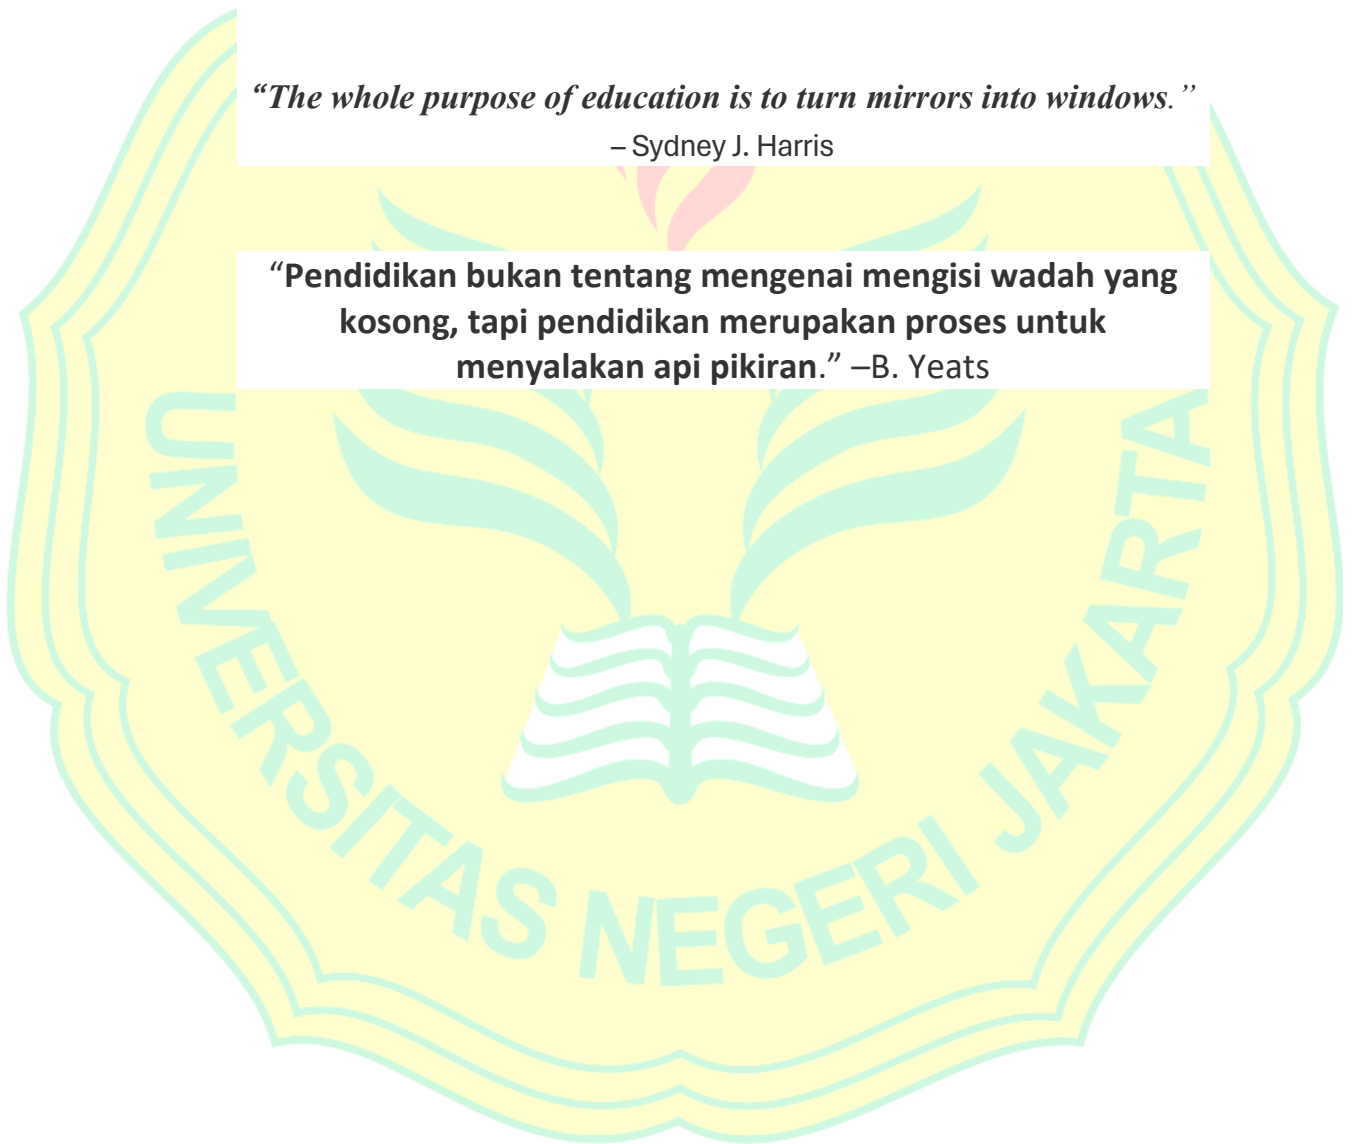 “The whole purpose of education is to turn mirrors into windows.”
– Sydney J. Harris
“Pendidikan bukan tentang mengenai mengisi wadah yang
kosong, tapi pendidikan merupakan proses untuk
menyalakan api pikiran.” –B. Yeats
UNIVERSITAS NEGERI JAKARTA